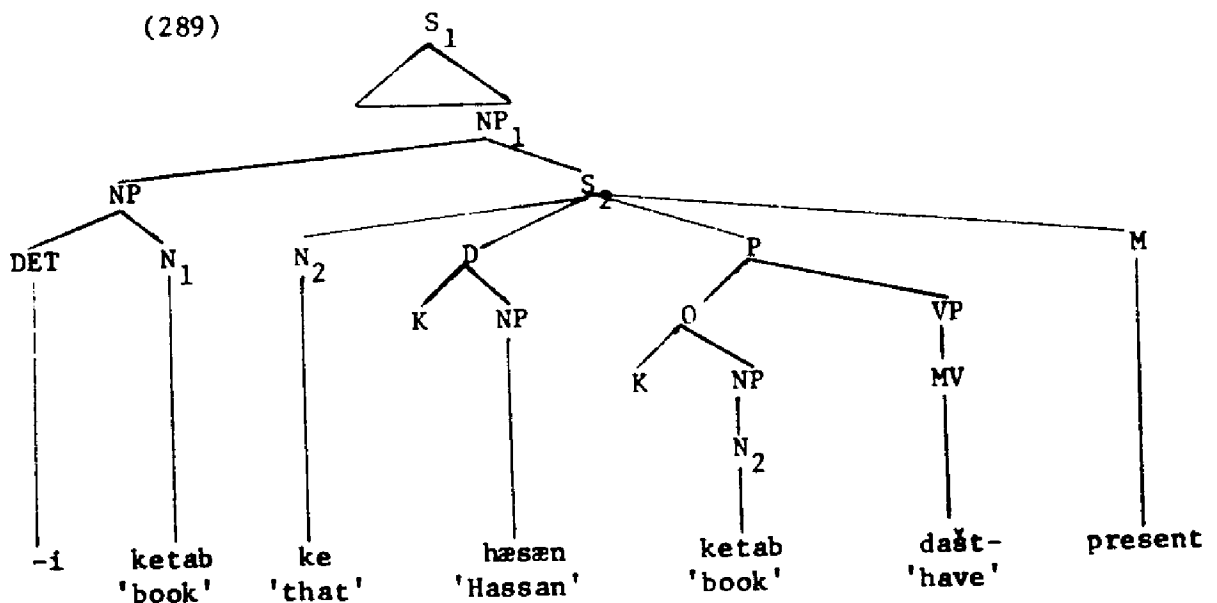 (289)
S1
NP1
NP S2
DET N1 N2 D P M
K NP O VP
K NP MV
N2
-i ketab ke hæsæn ketab dašt- present
'book' 'that' 'Hassan' 'book' 'have'